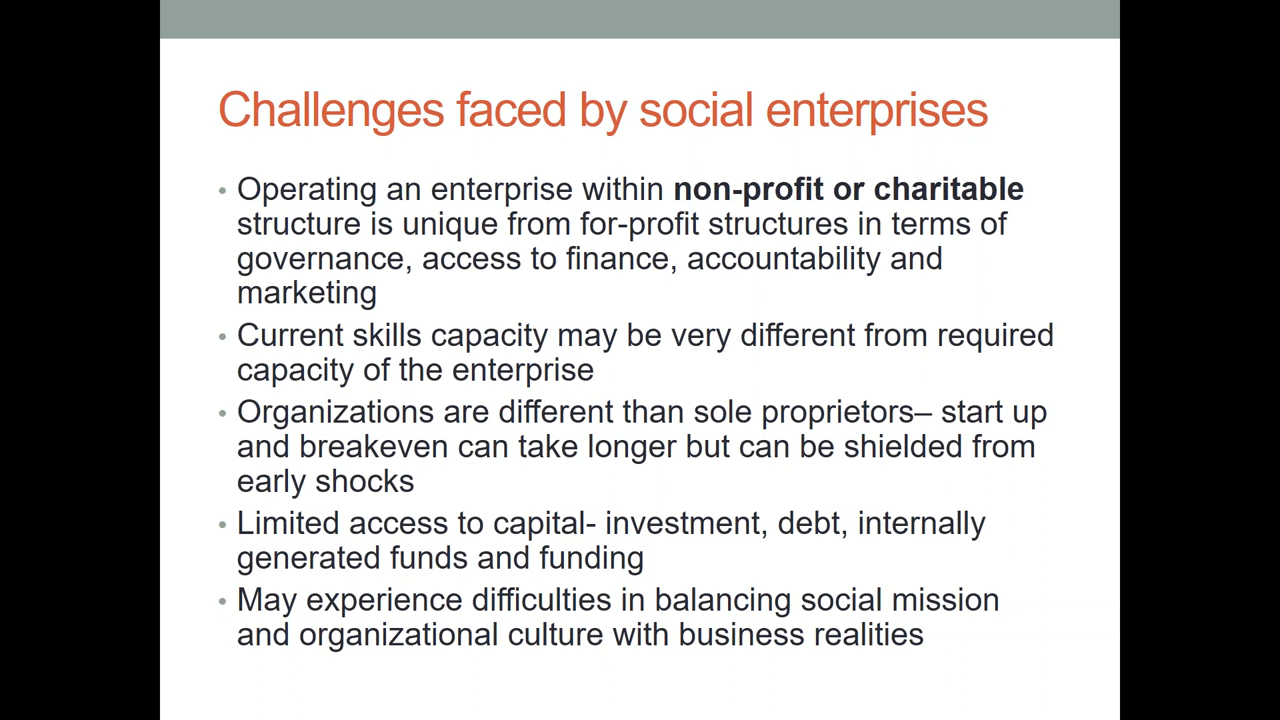 Challenges faced by social enterprises
• Operating an enterprise within non-profit or charitable
structure is unique from for-profit structures in terms of
governance, access to finance, accountability and
marketing
• Current skills capacity may be very different from required
capacity of the enterprise
• Organizations are different than sole proprietors– start up
and breakeven can take longer but can be shielded from
early shocks
• Limited access to capital- investment, debt, internally
generated funds and funding
• May experience difficulties in balancing social mission
and organizational culture with business realities